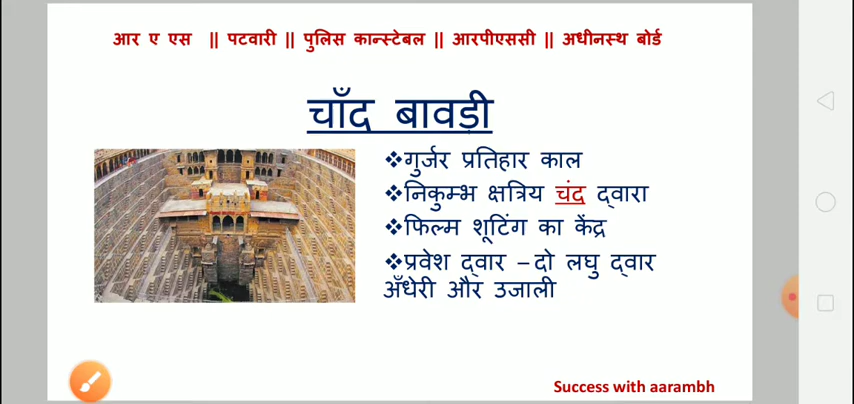 आर ए एस || पटवारी || पुलिस कान्स्टेबल || आरपीएससी || अधीनस्थ बोर्ड
चाँद बावड़ी
❖गुर्जर प्रतिहार काल
❖निकुम्भ क्षत्रिय चंद द्वारा
❖फिल्म शूटिंग का केंद्र
❖प्रवेश द्वार – दो लघु द्वार
अँधेरी और उजाली
Success with aarambh